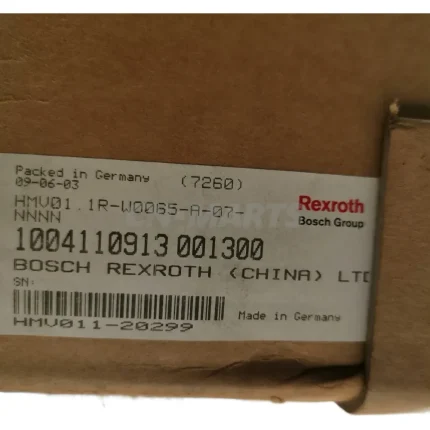 Packed in Germany (7260)
09-06-03
HMV01.1R-W0065-A-07-
NNNN
Rexroth
Bosch Group
1004110913 001300
BOSCH REXROTH (CHINA) LTD
SN:
Made in Germany
HMV011-20299